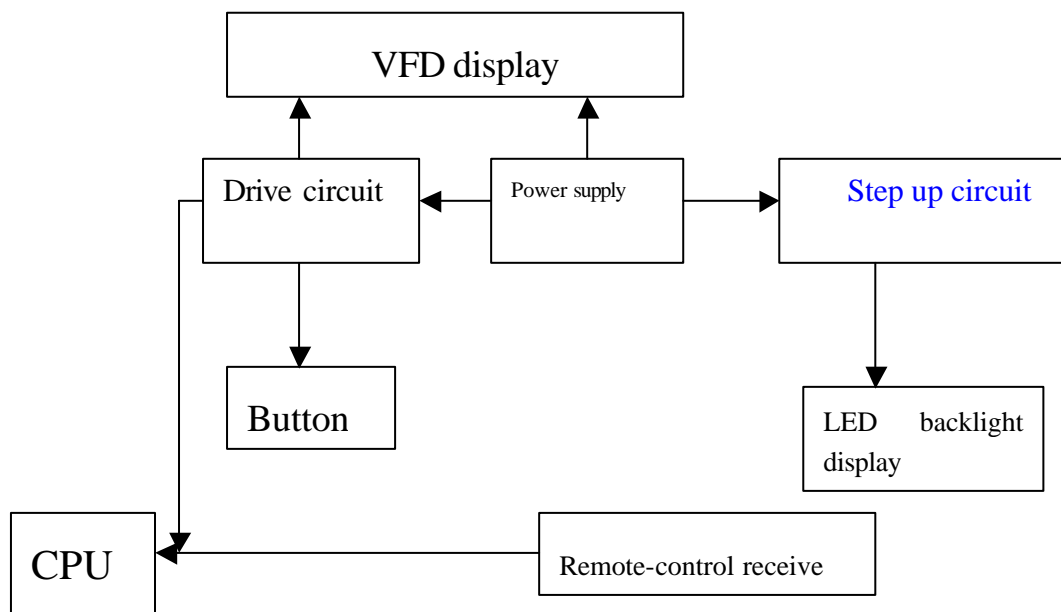 VFD display
Drive circuit
Power supply
Step up circuit
Button
LED backlight
display
CPU
Remote-control receive